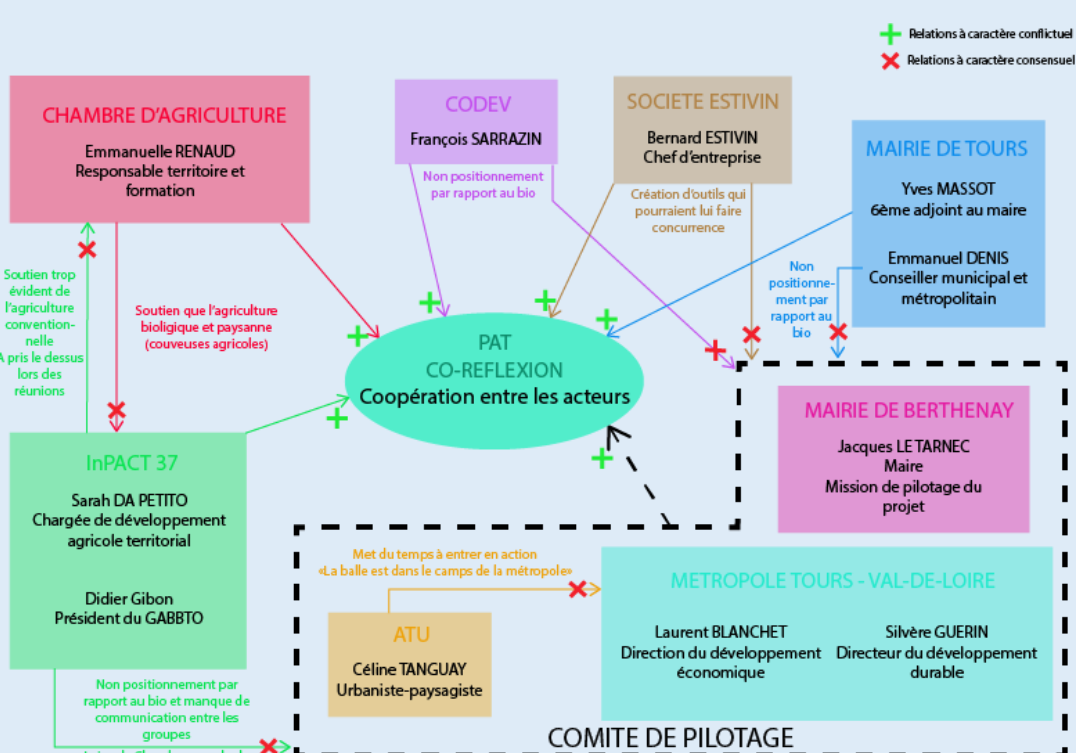 Relations à caractère conflictuel
Relations à caractère consensuel
CHAMBRE D'AGRICULTURE
Emmanuelle RENAUD
Responsable territoire et
formation
CODEV
François SARRAZIN
Non positionnement
par rapport au bio
SOCIETE ESTIVIN
Bernard ESTIVIN
Chef d'entreprise
Création d'outils qui
pourraient lui faire
concurrence
MAIRIE DE TOURS
Yves MASSOT
6ème adjoint au maire
Emmanuel DENIS
Conseiller municipal et
métropolitain
Non
positionne-
ment par
rapport au
bio
Soutien trop
évident de
l'agriculture
convention-
nelle
A pris le dessus
lors des
réunions
Soutien que l'agriculture
bioligique et paysanne
(couveuses agricoles)
PAT
CO-REFLEXION
Coopération entre les acteurs
MAIRIE DE BERTHENAY
Jacques LE TARNEC
Maire
Mission de pilotage du
projet
InPACT 37
Sarah DA PETITO
Chargée de développement
agricole territorial
Didier Gibon
Président du GABBTO
Met du temps à entrer en action
«La balle est dans le camps de la métropole»
ATU
Céline TANGUAY
Urbaniste-paysagiste
METROPOLE TOURS - VAL-DE-LOIRE
Laurent BLANCHET
Direction du développement
économique
Silvère GUERIN
Directeur du développement
durable
Non positionnement par
rapport au bio et manque de
communication entre les
groupes
COMITE DE PILOTAGE